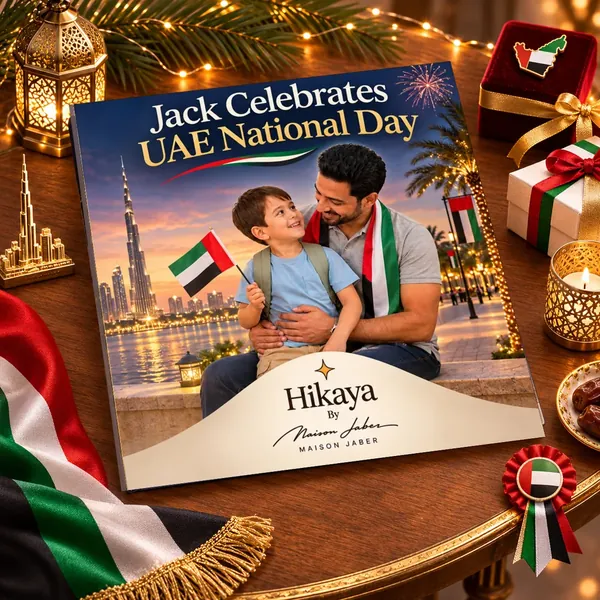 Jack Celebrates
UAE National Day
Hikaya
By
Maison Jaber
MAISON JABER